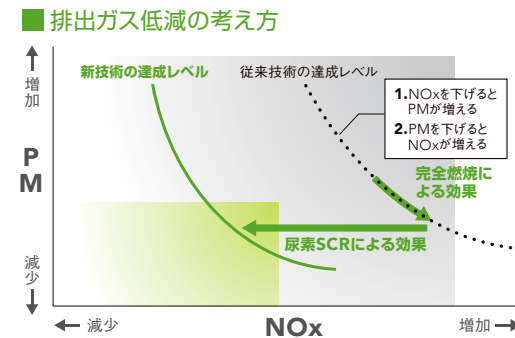 排出ガス低減の考え方
増加
PM
減少
新技術の達成レベル
従来技術の達成レベル
1.NOxを下げると
PMが増える
2.PMを下げると
NOxが増える
完全燃焼に
よる効果
尿素SCRによる効果
減少
NOx
増加